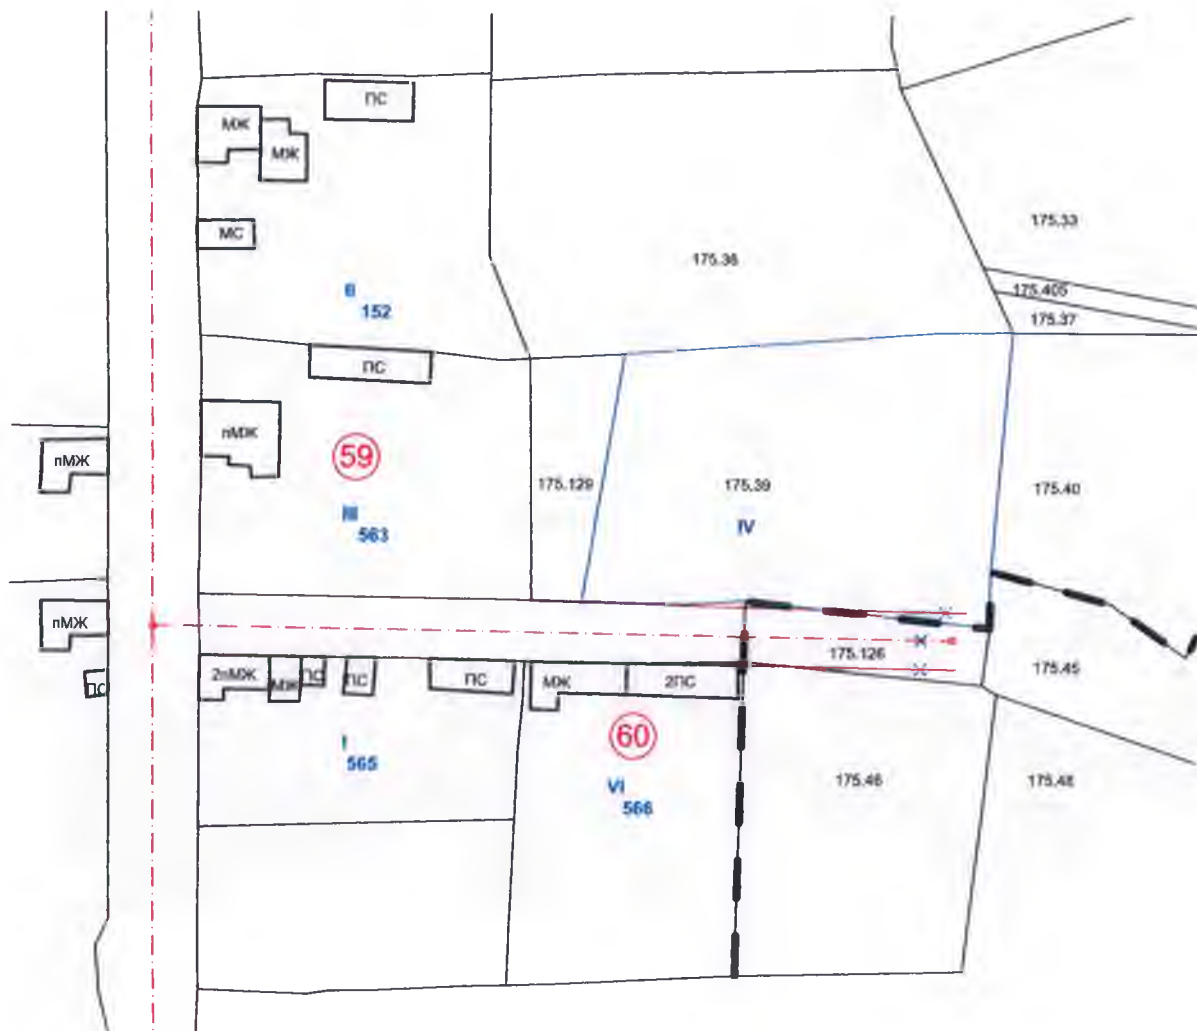 ПС
МЖ
МЖ
175.33
МС
175.36
175.405
II
152
175.37
ПС
пМЖ
59
пМЖ
175.129
175.39
175.40
III
563
IV
пМЖ
175.126
2пМЖ
МЖ
ПС
ПС
ПС
МЖ
2ПС
175.45
ПС
60
I
565
VI
566
175.46
175.48